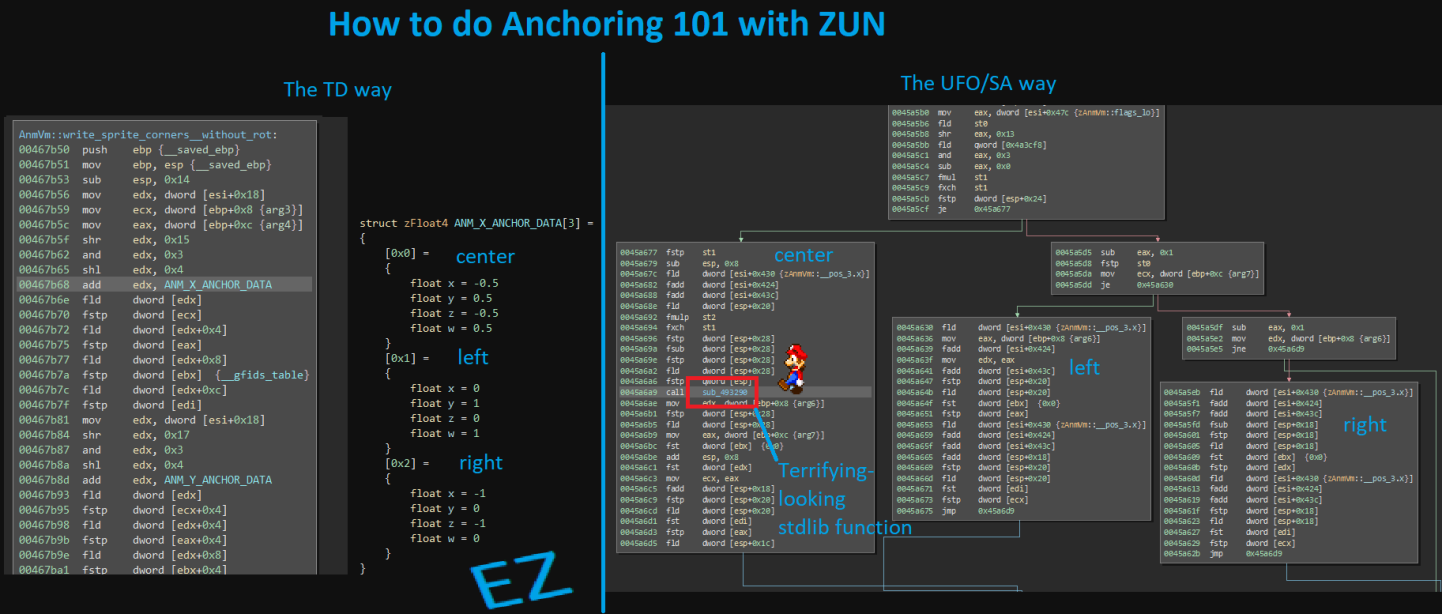 How to do Anchoring 101 with ZUN
The TD way
AnmVm::write_sprite_corners__without_rot:
00467b50 push ebp {__saved_ebp}
00467b51 mov ebp, esp {__saved_ebp}
00467b53 sub esp, 0x14
00467b56 mov edx, dword [esi+0x18]
00467b59 mov ecx, dword [ebp+0x8 {arg3}]
00467b5c mov eax, dword [ebp+0xc {arg4}]
00467b5f shr edx, 0x15
00467b62 and edx, 0x3
00467b65 shl edx, 0x4
00467b68 add edx, ANM_X_ANCHOR_DATA
00467b6e fld dword [edx]
00467b70 fstp dword [ecx]
00467b72 fld dword [edx+0x4]
00467b75 fstp dword [eax]
00467b77 fld dword [edx+0x8]
00467b7a fstp dword [ebx] {__gfids_table}
00467b7c fld dword [edx+0xc]
00467b7f fstp dword [edi]
00467b81 mov edx, dword [esi+0x18]
00467b84 shr edx, 0x17
00467b87 and edx, 0x3
00467b8a shl edx, 0x4
00467b8d add edx, ANM_Y_ANCHOR_DATA
00467b93 fld dword [edx]
00467b95 fstp dword [ecx+0x4]
00467b98 fld dword [edx+0x4]
00467b9b fstp dword [eax+0x4]
00467b9e fld dword [edx+0x8]
00467ba1 fstp dword [ebx+0x4]
struct zFloat4 ANM_X_ANCHOR_DATA[3] =
{
[0x0] = center
{
float x = -0.5
float y = 0.5
float z = -0.5
float w = 0.5
}
[0x1] = left
{
float x = 0
float y = 1
float z = 0
float w = 1
}
[0x2] = right
{
float x = -1
float y = 0
float z = -1
float w = 0
}
}
EZ
The UFO/SA way
0045a5b0 mov eax, dword [esi+0x47c {zAnmVm::flags_lo}]
0045a5b6 fld st0
0045a5b8 shr eax, 0x13
0045a5bb fld qword [0x4a3cf8]
0045a5c1 and eax, 0x3
0045a5c4 sub eax, 0x0
0045a5c7 fmul st1
0045a5c9 fxch st1
0045a5cb fstp dword [esp+0x24]
0045a5cf je 0x45a677
center
0045a677 fstp st1
0045a679 sub esp, 0x8
0045a67c fld dword [esi+0x430 {zAnmVm::__pos_3.x}]
0045a682 fadd dword [esi+0x424]
0045a688 fadd dword [esi+0x43c]
0045a68e fld dword [esp+0x20]
0045a692 fmulp st2
0045a694 fxch st1
0045a696 fstp dword [esp+0x28]
0045a69a fsub dword [esp+0x28]
0045a69e fstp dword [esp+0x28]
0045a6a2 fld dword [esp+0x28]
0045a6a6 fstp qword [esp]
0045a6a9 call sub_493290
0045a6ae mov edx, dword [ebp+0x8 {arg6}]
0045a6b1 fstp dword [esp+0x28]
0045a6b5 fld dword [esp+0x28]
0045a6b9 mov eax, dword [ebp+0xc {arg7}]
0045a6bc fst dword [ebx] {0x0}
0045a6be add esp, 0x8
0045a6c1 fst dword [edx]
0045a6c3 mov ecx, eax
0045a6c5 fadd dword [esp+0x18]
0045a6c9 fstp dword [esp+0x20]
0045a6cd fld dword [esp+0x20]
0045a6d1 fst dword [edi]
0045a6d3 fstp dword [eax]
0045a6d5 fld dword [esp+0x1c]
Terrifying-
looking
stdlib function
0045a5d5 sub eax, 0x1
0045a5d8 fstp st0
0045a5da mov ecx, dword [ebp+0xc {arg7}]
0045a5dd je 0x45a630
left
0045a630 fld dword [esi+0x430 {zAnmVm::__pos_3.x}]
0045a636 mov eax, dword [ebp+0x8 {arg6}]
0045a639 fadd dword [esi+0x424]
0045a63f mov edx, eax
0045a641 fadd dword [esi+0x43c]
0045a647 fstp dword [esp+0x20]
0045a64b fld dword [esp+0x20]
0045a64f fst dword [ebx] {0x0}
0045a651 fstp dword [eax]
0045a653 fld dword [esi+0x430 {zAnmVm::__pos_3.x}]
0045a659 fadd dword [esi+0x424]
0045a65f fadd dword [esi+0x43c]
0045a665 fadd dword [esp+0x18]
0045a669 fstp dword [esp+0x20]
0045a66d fld dword [esp+0x20]
0045a671 fst dword [edi]
0045a673 fstp dword [ecx]
0045a675 jmp 0x45a6d9
0045a5df sub eax, 0x1
0045a5e2 mov edx, dword [ebp+0x8 {arg6}]
0045a5e5 jne 0x45a6d9
right
0045a5eb fld dword [esi+0x430 {zAnmVm::__pos_3.x}]
0045a5f1 fadd dword [esi+0x424]
0045a5f7 fadd dword [esi+0x43c]
0045a5fd fsub dword [esp+0x18]
0045a601 fstp dword [esp+0x18]
0045a605 fld dword [esp+0x18]
0045a609 fst dword [ebx] {0x0}
0045a60b fstp dword [edx]
0045a60d fld dword [esi+0x430 {zAnmVm::__pos_3.x}]
0045a613 fadd dword [esi+0x424]
0045a619 fadd dword [esi+0x43c]
0045a61f fstp dword [esp+0x18]
0045a623 fld dword [esp+0x18]
0045a627 fst dword [edi]
0045a629 fstp dword [ecx]
0045a62b jmp 0x45a6d9